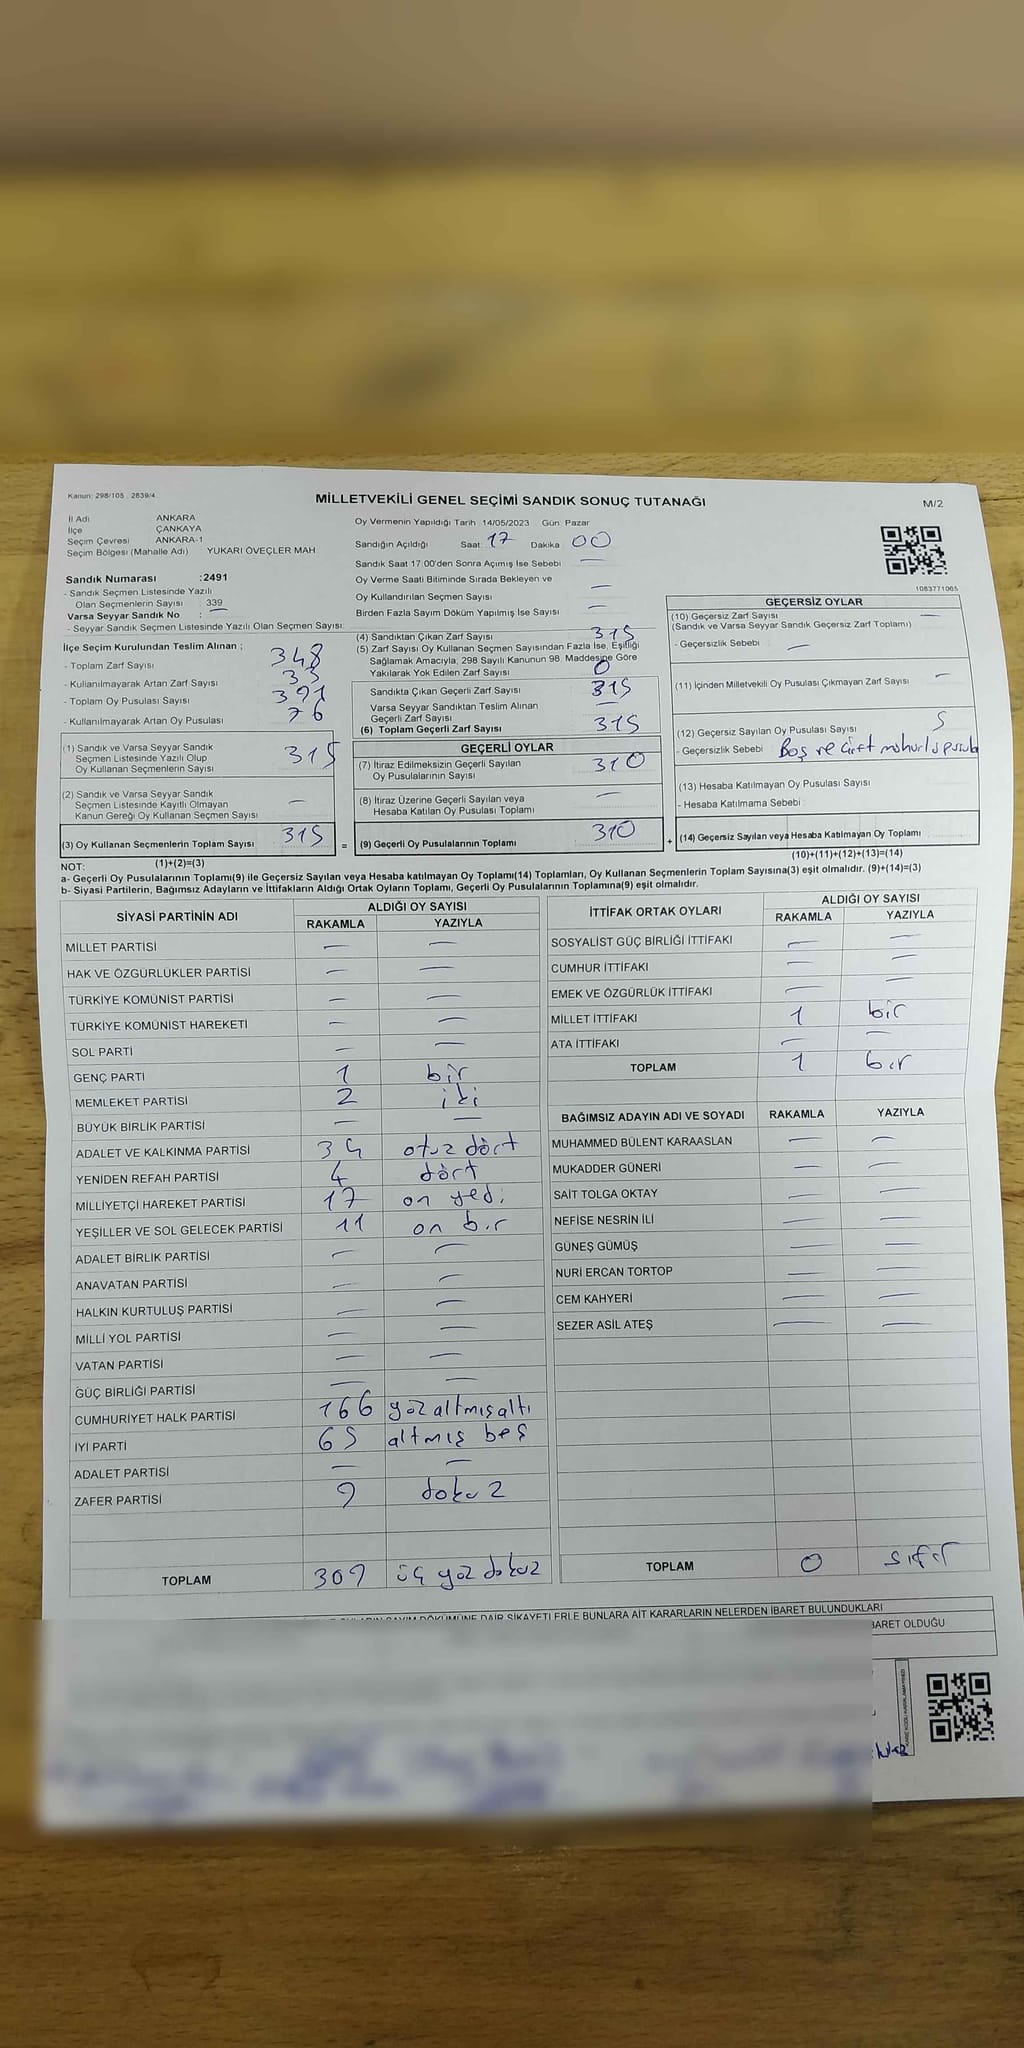 Kanun: 298/105 , 2839/4
MİLLETVEKİLİ GENEL SEÇİMİ SANDIK SONUÇ TUTANAĞI
M/2
İl Adı ANKARA
İlçe ÇANKAYA
Seçim Çevresi ANKARA-1
Seçim Bölgesi (Mahalle Adı) YUKARI ÖVEÇLER MAH.
Sandık Numarası :2491
- Sandık Seçmen Listesinde Yazılı
Olan Seçmenlerin Sayısı : 339
Varsa Seyyar Sandık No : —
- Seyyar Sandık Seçmen Listesinde Yazılı Olan Seçmen Sayısı:
Oy Vermenin Yapıldığı Tarih 14/05/2023 Gün: Pazar
Sandığın Açıldığı Saat 17 Dakika 00
Sandık Saat 17:00'den Sonra Açımış İse Sebebi —
Oy Verme Saati Bitiminde Sırada Bekleyen ve
Oy Kullandırılan Seçmen Sayısı —
Birden Fazla Sayım Döküm Yapılmış İse Sayısı —
1083771065
İlçe Seçim Kurulundan Teslim Alınan ;
- Toplam Zarf Sayısı 348
- Kullanılmayarak Artan Zarf Sayısı 33
- Toplam Oy Pusulası Sayısı 391
- Kullanılmayarak Artan Oy Pusulası 76
(1) Sandık ve Varsa Seyyar Sandık
Seçmen Listesinde Yazılı Olup
Oy Kullanan Seçmenlerin Sayısı 315
(2) Sandık ve Varsa Seyyar Sandık
Seçmen Listesinde Kayıtlı Olmayan
Kanun Gereği Oy Kullanan Seçmen Sayısı —
(3) Oy Kullanan Seçmenlerin Toplam Sayısı 315 =
(1)+(2)=(3)
(4) Sandıktan Çıkan Zarf Sayısı 315
(5) Zarf Sayısı Oy Kullanan Seçmen Sayısından Fazla İse, Eşitliği
Sağlamak Amacıyla; 298 Sayılı Kanunun 98. Maddesine Göre
Yakılarak Yok Edilen Zarf Sayısı 0
Sandıkta Çıkan Geçerli Zarf Sayısı 315
Varsa Seyyar Sandıktan Teslim Alınan
Geçerli Zarf Sayısı —
(6) Toplam Geçerli Zarf Sayısı 315
GEÇERLİ OYLAR
(7) İtiraz Edilmeksizin Geçerli Sayılan
Oy Pusulalarının Sayısı 310
(8) İtiraz Üzerine Geçerli Sayılan veya
Hesaba Katılan Oy Pusulası Toplamı —
(9) Geçerli Oy Pusulalarının Toplamı 310 +
GEÇERSİZ OYLAR
(10) Geçersiz Zarf Sayısı —
(Sandık ve Varsa Seyyar Sandık Geçersiz Zarf Toplamı)
- Geçersizlik Sebebi —
(11) İçinden Milletvekili Oy Pusulası Çıkmayan Zarf Sayısı —
(12) Geçersiz Sayılan Oy Pusulası Sayısı 5
- Geçersizlik Sebebi Boş ve çift mühürlü pusula
(13) Hesaba Katılmayan Oy Pusulası Sayısı
- Hesaba Katılmama Sebebi
(14) Geçersiz Sayılan veya Hesaba Katılmayan Oy Toplamı
(10)+(11)+(12)+(13)=(14)
NOT:
a- Geçerli Oy Pusulalarının Toplamı(9) ile Geçersiz Sayılan veya Hesaba katılmayan Oy Toplamı(14) Toplamları, Oy Kullanan Seçmenlerin Toplam Sayısına(3) eşit olmalıdır. (9)+(14)=(3)
b- Siyasi Partilerin, Bağımsız Adayların ve İttifakların Aldığı Ortak Oyların Toplamı, Geçerli Oy Pusulalarının Toplamına(9) eşit olmalıdır.
SİYASİ PARTİNİN ADI ALDIĞI OY SAYISI
RAKAMLA YAZIYLA
MİLLET PARTİSİ — —
HAK VE ÖZGÜRLÜKLER PARTİSİ — —
TÜRKİYE KOMÜNİST PARTİSİ — —
TÜRKİYE KOMÜNİST HAREKETİ — —
SOL PARTİ — —
GENÇ PARTİ 1 bir
MEMLEKET PARTİSİ 2 iki
BÜYÜK BİRLİK PARTİSİ — —
ADALET VE KALKINMA PARTİSİ 34 otuz dört
YENİDEN REFAH PARTİSİ 4 dört
MİLLİYETÇİ HAREKET PARTİSİ 17 on yedi
YEŞİLLER VE SOL GELECEK PARTİSİ 11 on bir
ADALET BİRLİK PARTİSİ — —
ANAVATAN PARTİSİ — —
HALKIN KURTULUŞ PARTİSİ — —
MİLLİ YOL PARTİSİ — —
VATAN PARTİSİ — —
GÜÇ BİRLİĞİ PARTİSİ — —
CUMHURİYET HALK PARTİSİ 166 yüz altmış altı
İYİ PARTİ 65 altmış beş
ADALET PARTİSİ — —
ZAFER PARTİSİ 9 dokuz
TOPLAM 309 üç yüz dokuz
İTTİFAK ORTAK OYLARI ALDIĞI OY SAYISI
RAKAMLA YAZIYLA
SOSYALİST GÜÇ BİRLİĞİ İTTİFAKI — —
CUMHUR İTTİFAKI — —
EMEK VE ÖZGÜRLÜK İTTİFAKI — —
MİLLET İTTİFAKI 1 bir
ATA İTTİFAKI — —
TOPLAM 1 bir
BAĞIMSIZ ADAYIN ADI VE SOYADI RAKAMLA YAZIYLA
MUHAMMED BÜLENT KARAASLAN — —
MUKADDER GÜNERİ — —
SAİT TOLGA OKTAY — —
NEFİSE NESRİN İLİ — —
GÜNEŞ GÜMÜŞ — —
NURİ ERCAN TORTOP — —
CEM KAHYERİ — —
SEZER ASİL ATEŞ — —
TOPLAM 0 sıfır
SAYIM DÖKÜMÜNE DAİR ŞİKAYETLERLE BUNLARA AİT KARARLARIN NELERDEN İBARET BULUNDUKLARI
İBARET OLDUĞU